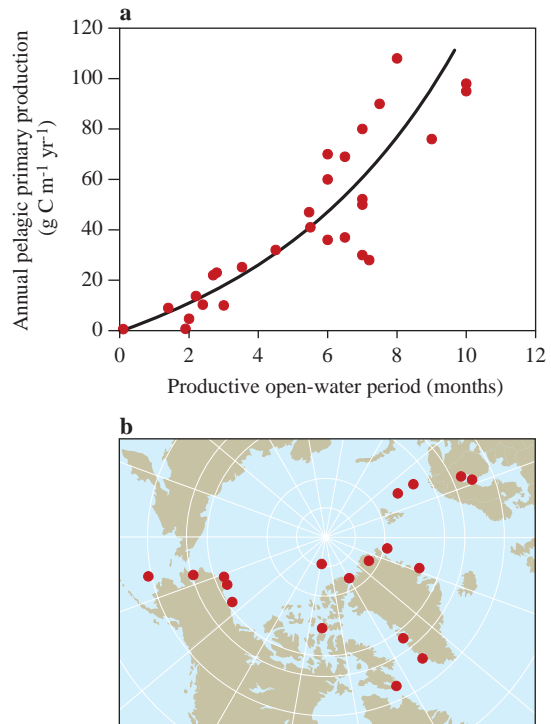 a
Annual pelagic primary production
(g C m⁻¹ yr⁻¹)
120
100
80
60
40
20
0
0 2 4 6 8 10 12
Productive open-water period (months)
b